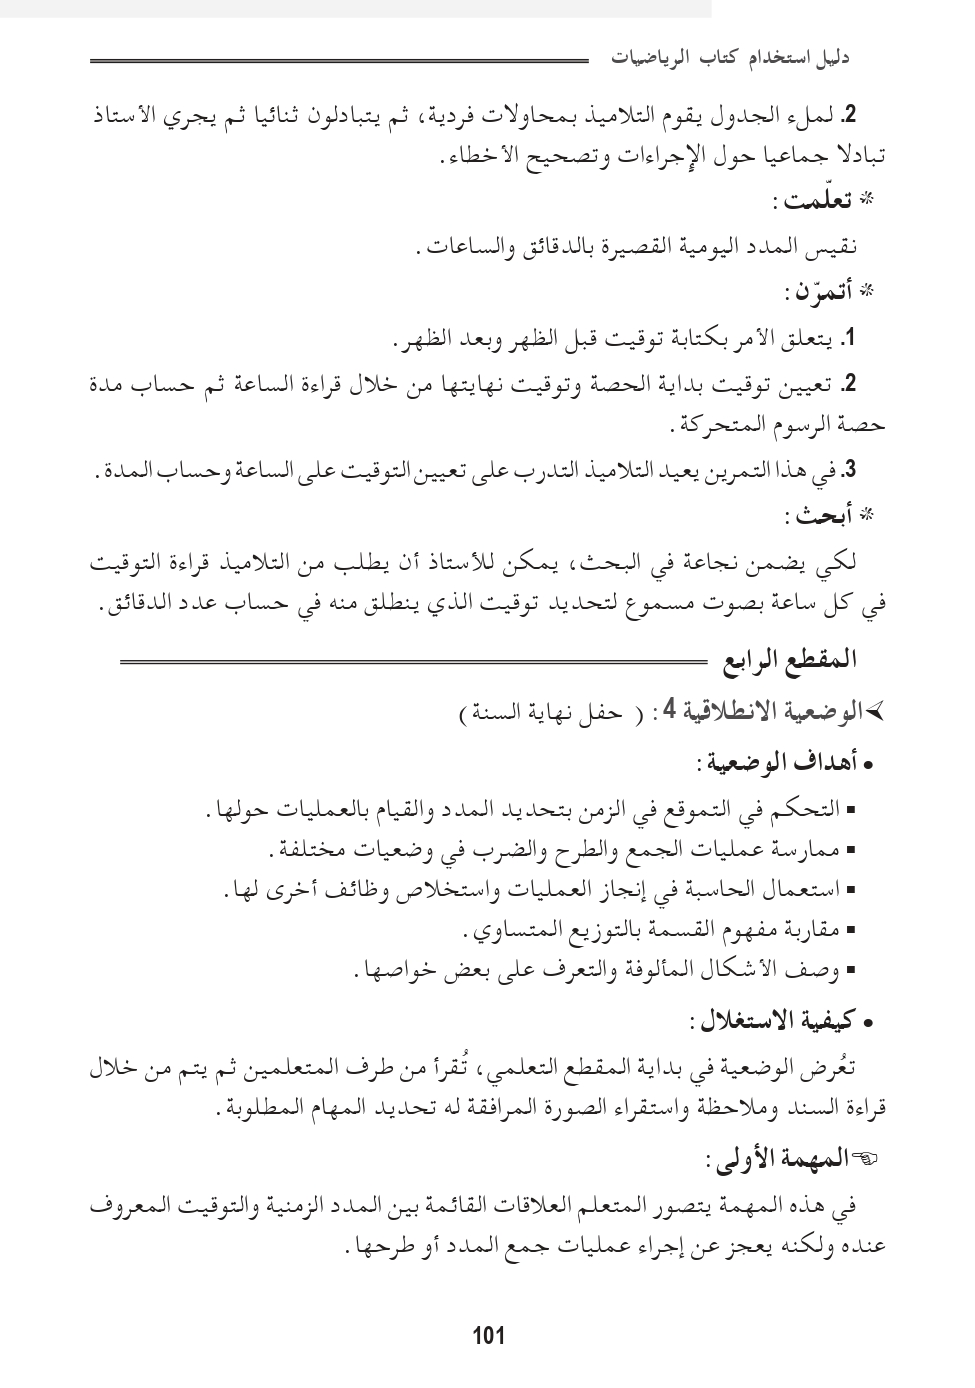 دليل استخدام كتاب الرياضيات
2. لملء الجدول يقوم التلاميذ بمحاولات فردية، ثم يتبادلون ثنائيا ثم يجري الأستاذ
تبادلا جماعيا حول الإجراءات وتصحيح الأخطاء.
* تعلّمت :
نقيس المدد اليومية القصيرة بالدقائق والساعات .
* أتمرّن :
1. يتعلق الأمر بكتابة توقيت قبل الظهر وبعد الظهر.
2. تعيين توقيت بداية الحصة وتوقيت نهايتها من خلال قراءة الساعة ثم حساب مدة
حصة الرسوم المتحركة.
3. في هذا التمرين يعيد التلاميذ التدرب على تعيين التوقيت على الساعة وحساب المدة .
* أبحث :
لكي يضمن نجاعة في البحث، يمكن للأستاذ أن يطلب من التلاميذ قراءة التوقيت
في كل ساعة بصوت مسموع لتحديد توقيت الذي ينطلق منه في حساب عدد الدقائق.
المقطع الرابع
الوضعية الانطلاقية 4 : ( حفل نهاية السنة )
• أهداف الوضعية :
▪ التحكم في التموقع في الزمن بتحديد المدد والقيام بالعمليات حولها.
▪ ممارسة عمليات الجمع والطرح والضرب في وضعيات مختلفة.
▪ استعمال الحاسبة في إنجاز العمليات واستخلاص وظائف أخرى لها.
▪ مقاربة مفهوم القسمة بالتوزيع المتساوي.
▪ وصف الأشكال المألوفة والتعرف على بعض خواصها.
• كيفية الاستغلال :
تعُرض الوضعية في بداية المقطع التعلمي، تُقرأ من طرف المتعلمين ثم يتم من خلال
قراءة السند وملاحظة واستقراء الصورة المرافقة له تحديد المهام المطلوبة.
☜ المهمة الأولى :
في هذه المهمة يتصور المتعلم العلاقات القائمة بين المدد الزمنية والتوقيت المعروف
عنده ولكنه يعجز عن إجراء عمليات جمع المدد أو طرحها.
101